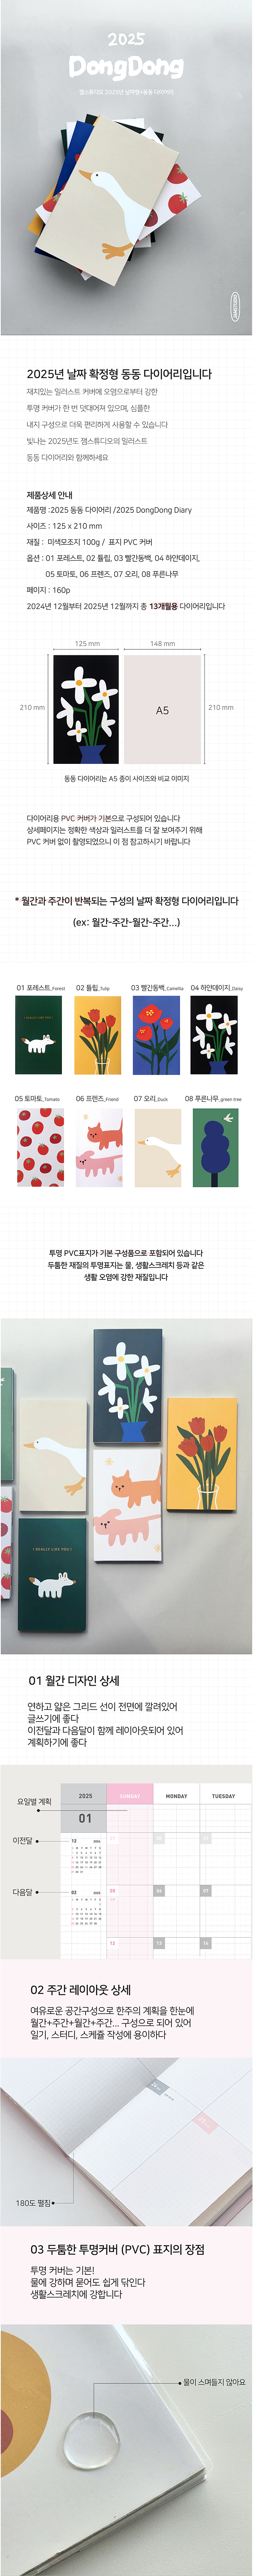 2025
DongDong
잼스튜디오 2025년 날짜형+동동 다이어리
JAMSTUDIO
2025년 날짜 확정형 동동 다이어리입니다
재치있는 일러스트 커버에 오염으로부터 강한
투명 커버가 한 번 덧대어져 있으며, 심플한
내지 구성으로 더욱 편리하게 사용할 수 있습니다
빛나는 2025년도 잼스튜디오의 일러스트
동동 다이어리와 함께하세요
제품상세 안내
제품명 :2025 동동 다이어리 /2025 DongDong Diary
사이즈 : 125 x 210 mm
재질 : 미색모조지 100g / 표지 PVC 커버
옵션 : 01 포레스트, 02 튤립, 03 빨간동백, 04 하얀데이지,
05 토마토, 06 프렌즈, 07 오리, 08 푸른나무
페이지 : 160p
2024년 12월부터 2025년 12월까지 총 13개월용 다이어리입니다
125 mm
148 mm
210 mm
A5
210 mm
동동 다이어리는 A5 종이 사이즈와 비교 이미지
다이어리용 PVC 커버가 기본으로 구성되어 있습니다
상세페이지는 정확한 색상과 일러스트를 더 잘 보여주기 위해
PVC 커버 없이 촬영되었으니 이 점 참고하시기 바랍니다
* 월간과 주간이 반복되는 구성의 날짜 확정형 다이어리입니다
(ex: 월간-주간-월간-주간...)
01 포레스트_Forest
02 튤립_Tulip
03 빨간동백_Camellia
04 하얀데이지_Daisy
05 토마토_Tomato
06 프렌즈_Friend
07 오리_Duck
08 푸른나무_green tree
투명 PVC표지가 기본 구성품으로 포함되어 있습니다
두툼한 재질의 투명표지는 물, 생활스크레치 등과 같은
생활 오염에 강한 재질입니다
I REALLY LIKE YOU !
01 월간 디자인 상세
연하고 얇은 그리드 선이 전면에 깔려있어
글쓰기에 좋다
이전달과 다음달이 함께 레이아웃되어 있어
계획하기에 좋다
요일별 계획
2025
SUNDAY
MONDAY
TUESDAY
01
이전달
12
2024
다음달
02
2025
05
06
07
12
13
14
02 주간 레이아웃 상세
여유로운 공간구성으로 한주의 계획을 한눈에
월간+주간+월간+주간... 구성으로 되어 있어
일기, 스터디, 스케쥴 작성에 용이하다
180도 펼침
03 두툼한 투명커버 (PVC) 표지의 장점
투명 커버는 기본!
물에 강하며 묻어도 쉽게 닦인다
생활스크레치에 강합니다
물이 스며들지 않아요